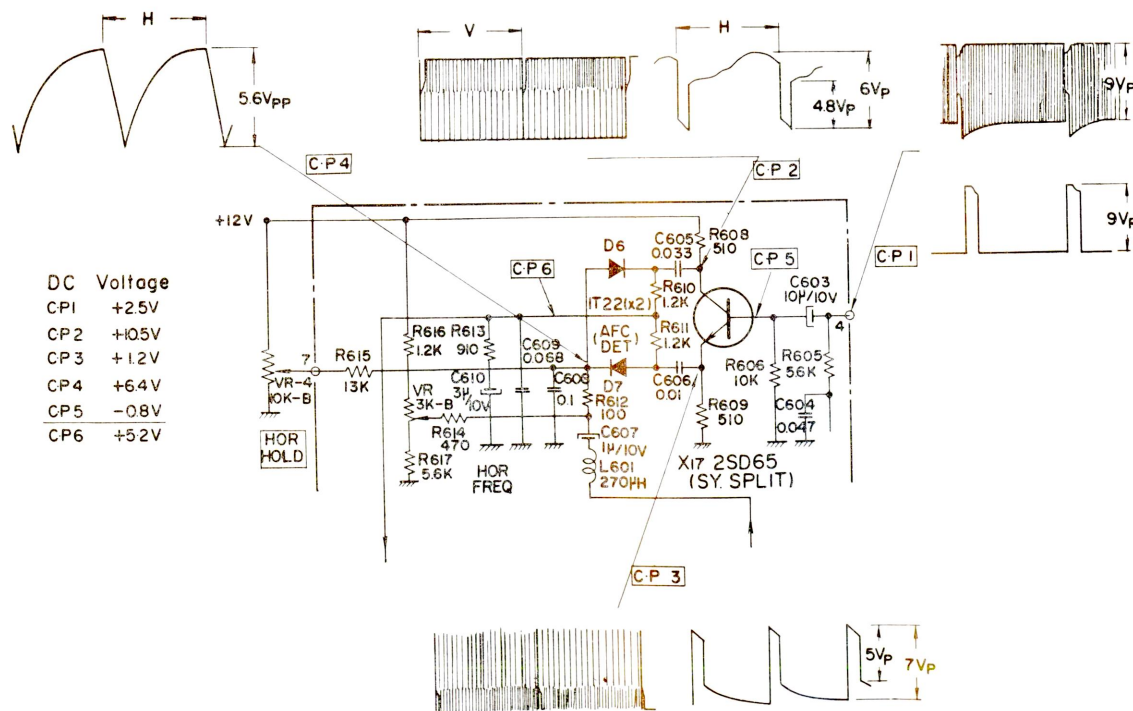 H
5.6Vpp
V
H
6Vp
4.8Vp
9Vp
9Vp
C·P 4
C·P 2
C·P 1
+12V
DC Voltage
CP1 +2.5V
CP2 +10.5V
CP3 +1.2V
CP4 +6.4V
CP5 -0.8V
CP6 +5.2V
C·P 6
C·P 5
D6
C605
0.033
R608
510
R610
1.2K
1T22(x2)
R611
1.2K
(AFC DET)
D7
C606
0.01
C603
10μ/10V
4
R606
10K
R605
5.6K
C604
0.047
R609
510
X17 2SD65
(SY. SPLIT)
R616
1.2K
R613
910
C609
0.068
7
R615
13K
VR-4
10K-B
HOR
HOLD
VR
3K-B
C610
3μ/10V
0.1
R612
100
R614
470
R617
5.6K
HOR
FREQ
C607
1μ/10V
L601
270μH
C·P 3
5Vp
7Vp